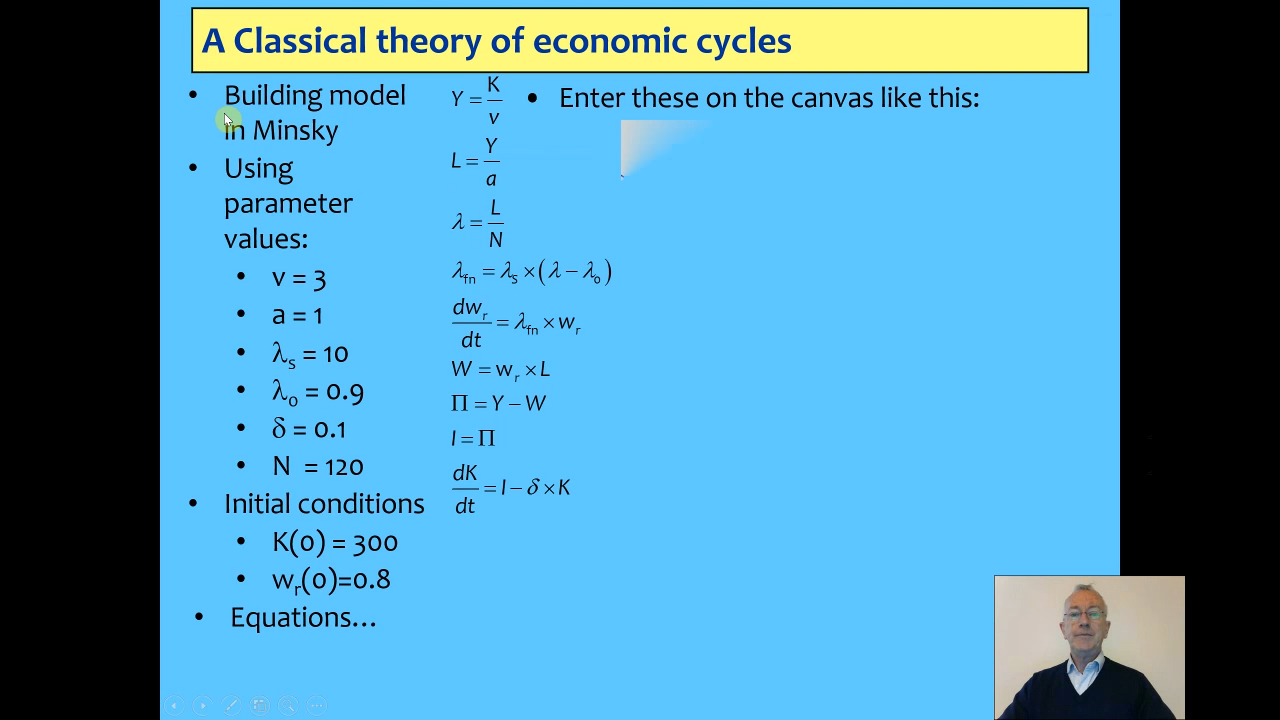 A Classical theory of economic cycles
• Building model
in Minsky
• Using
parameter
values:
• v = 3
• a = 1
• λs = 10
• λo = 0.9
• δ = 0.1
• N = 120
• Initial conditions
• K(0) = 300
• wr(0)=0.8
• Equations…
Y = K/v
L = Y/a
λ = L/N
λfn = λs × (λ − λo)
dwr/dt = λfn × wr
W = wr × L
Π = Y − W
I = Π
dK/dt = I − δ × K
• Enter these on the canvas like this: